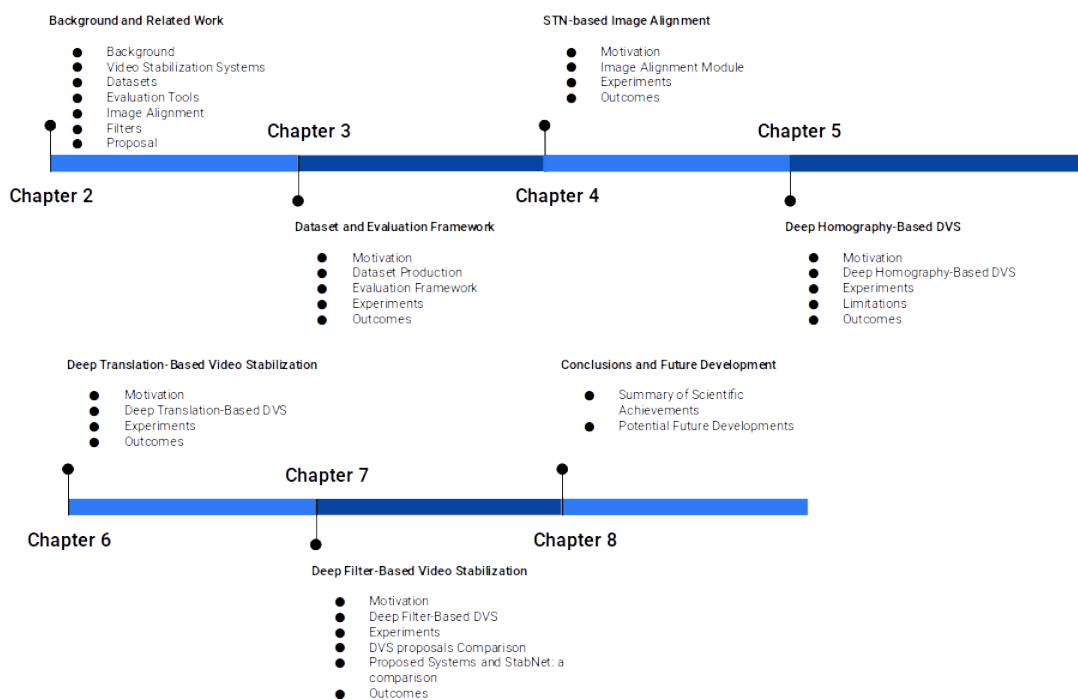 Background and Related Work
Background
Video Stabilization Systems
Datasets
Evaluation Tools
Image Alignment
Filters
Proposal
Chapter 2
Chapter 3
Dataset and Evaluation Framework
Motivation
Dataset Production
Evaluation Framework
Experiments
Outcomes
STN-based Image Alignment
Motivation
Image Alignment Module
Experiments
Outcomes
Chapter 4
Chapter 5
Deep Homography-Based DVS
Motivation
Deep Homography-Based DVS
Experiments
Limitations
Outcomes
Deep Translation-Based Video Stabilization
Motivation
Deep Translation-Based DVS
Experiments
Outcomes
Chapter 6
Chapter 7
Deep Filter-Based Video Stabilization
Motivation
Deep Filter-Based DVS
Experiments
DVS proposals Comparison
Proposed Systems and StabNet: a
comparison
Outcomes
Conclusions and Future Development
Summary of Scientific
Achievements
Potential Future Developments
Chapter 8